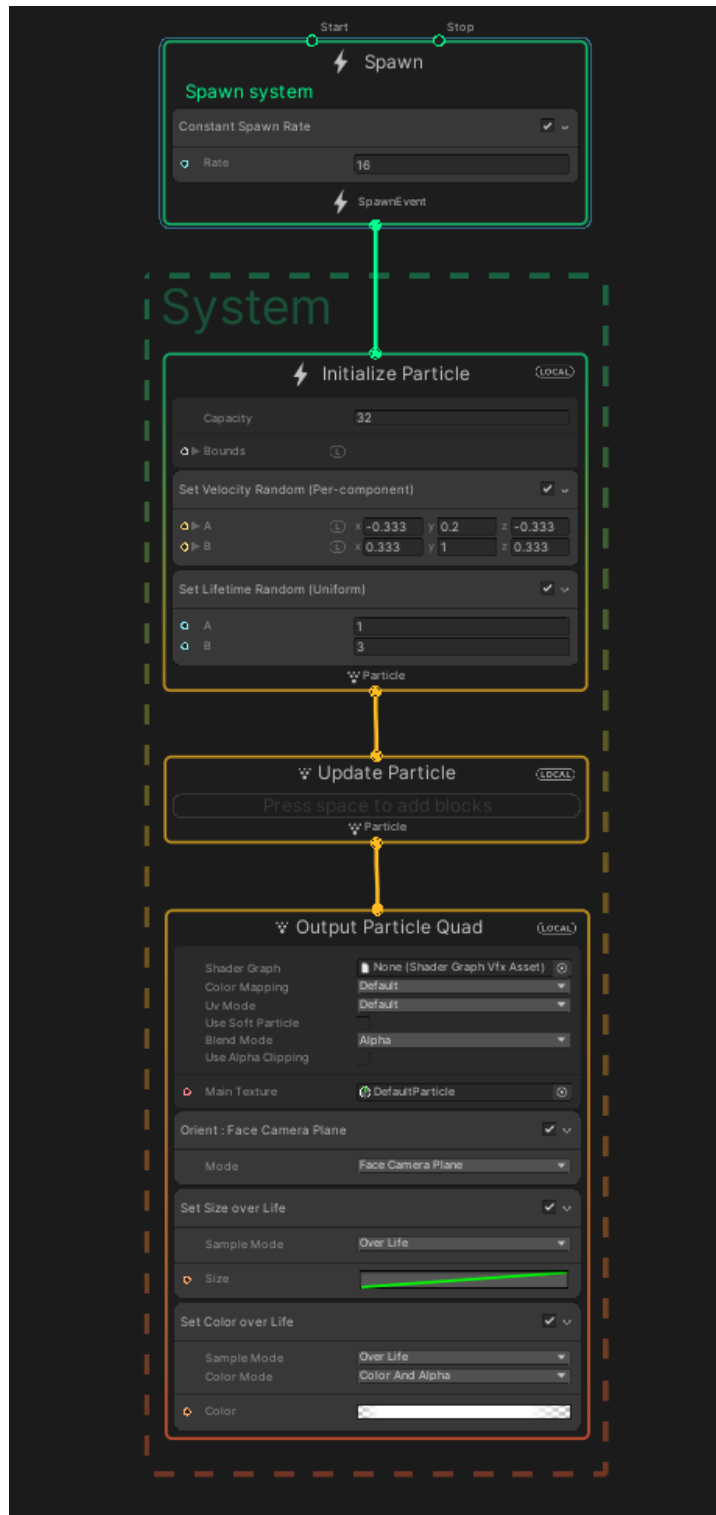 Start Stop
Spawn
Spawn system
Constant Spawn Rate
Rate 16
SpawnEvent
System
Initialize Particle (LOCAL)
Capacity 32
Bounds L
Set Velocity Random (Per-component)
A L x -0.333 y 0.2 z -0.333
B L x 0.333 y 1 z 0.333
Set Lifetime Random (Uniform)
A 1
B 3
Particle
Update Particle (LOCAL)
Press space to add blocks
Particle
Output Particle Quad (LOCAL)
Shader Graph None (Shader Graph Vfx Asset)
Color Mapping Default
Uv Mode Default
Use Soft Particle
Blend Mode Alpha
Use Alpha Clipping
Main Texture DefaultParticle
Orient : Face Camera Plane
Mode Face Camera Plane
Set Size over Life
Sample Mode Over Life
Size
Set Color over Life
Sample Mode Over Life
Color Mode Color And Alpha
Color